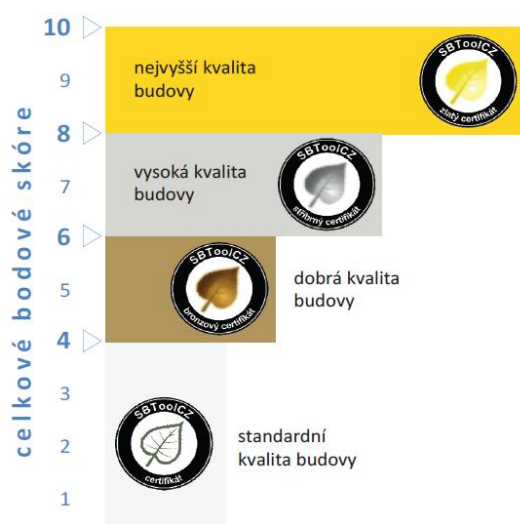 celkové bodové skóre
10
9
8
7
6
5
4
3
2
1
nejvyšší kvalita
budovy
SBToolCZ
zlatý certifikát
vysoká kvalita
budovy
SBToolCZ
stříbrný certifikát
SBToolCZ
bronzový certifikát
dobrá kvalita
budovy
SBToolCZ
certifikát
standardní
kvalita budovy